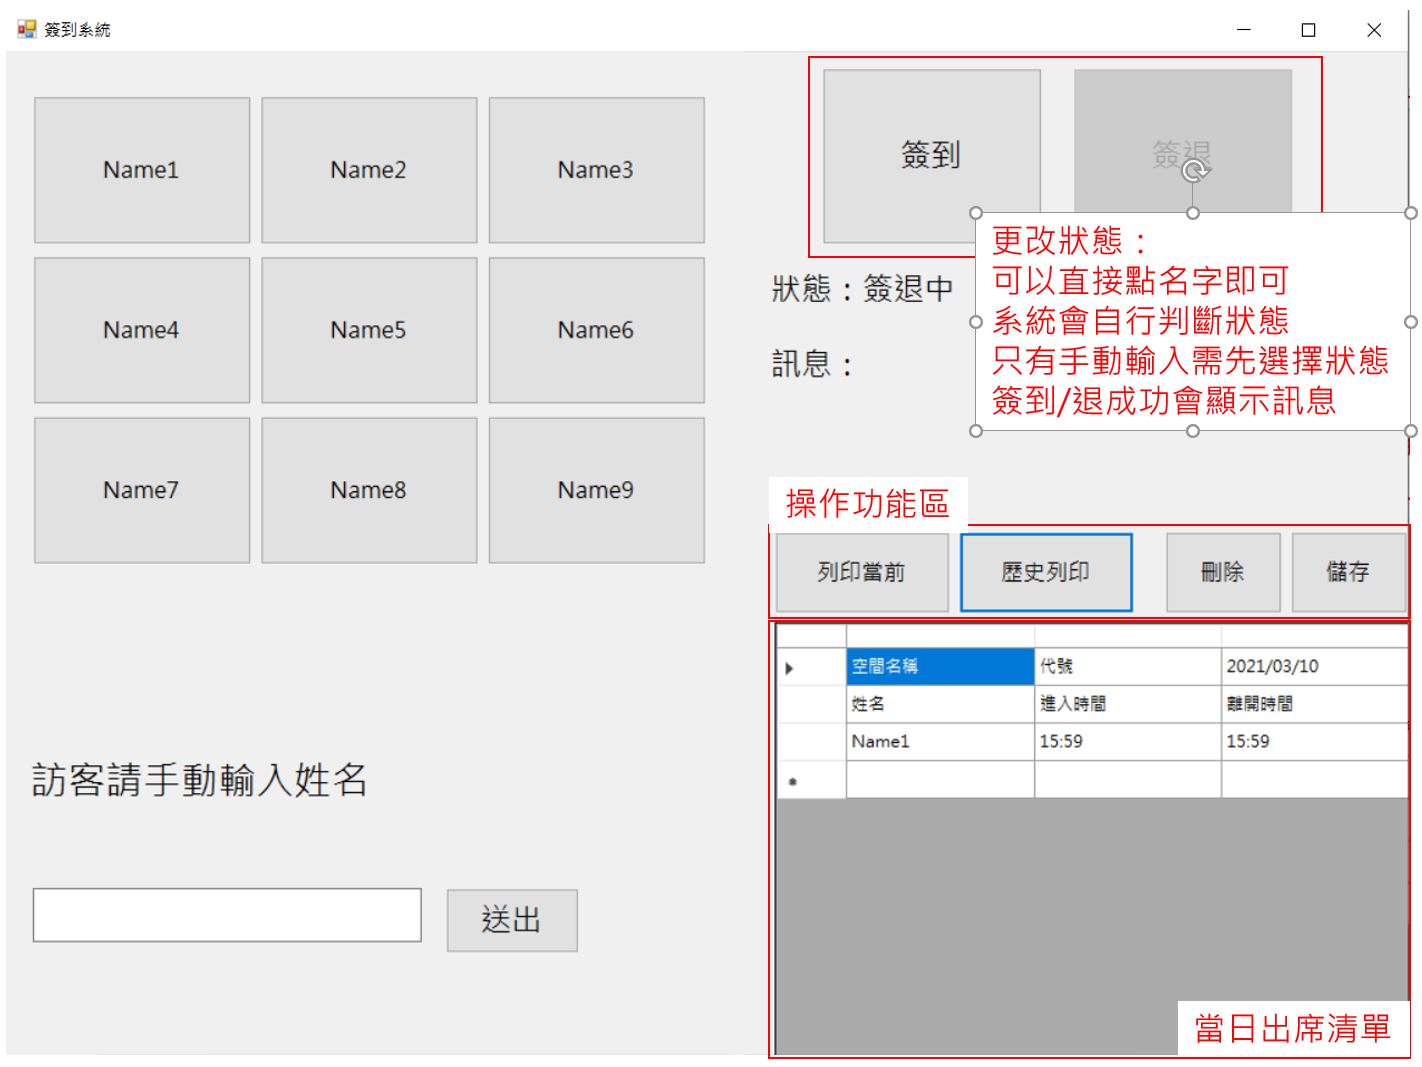 簽到系統
Name1
Name2
Name3
Name4
Name5
Name6
Name7
Name8
Name9
訪客請手動輸入姓名
送出
簽到
簽退
狀態：簽退中
訊息：
更改狀態：
可以直接點名字即可
系統會自行判斷狀態
只有手動輸入需先選擇狀態
簽到/退成功會顯示訊息
操作功能區
列印當前
歷史列印
刪除
儲存
空間名稱 代號 2021/03/10
姓名 進入時間 離開時間
Name1 15:59 15:59
當日出席清單